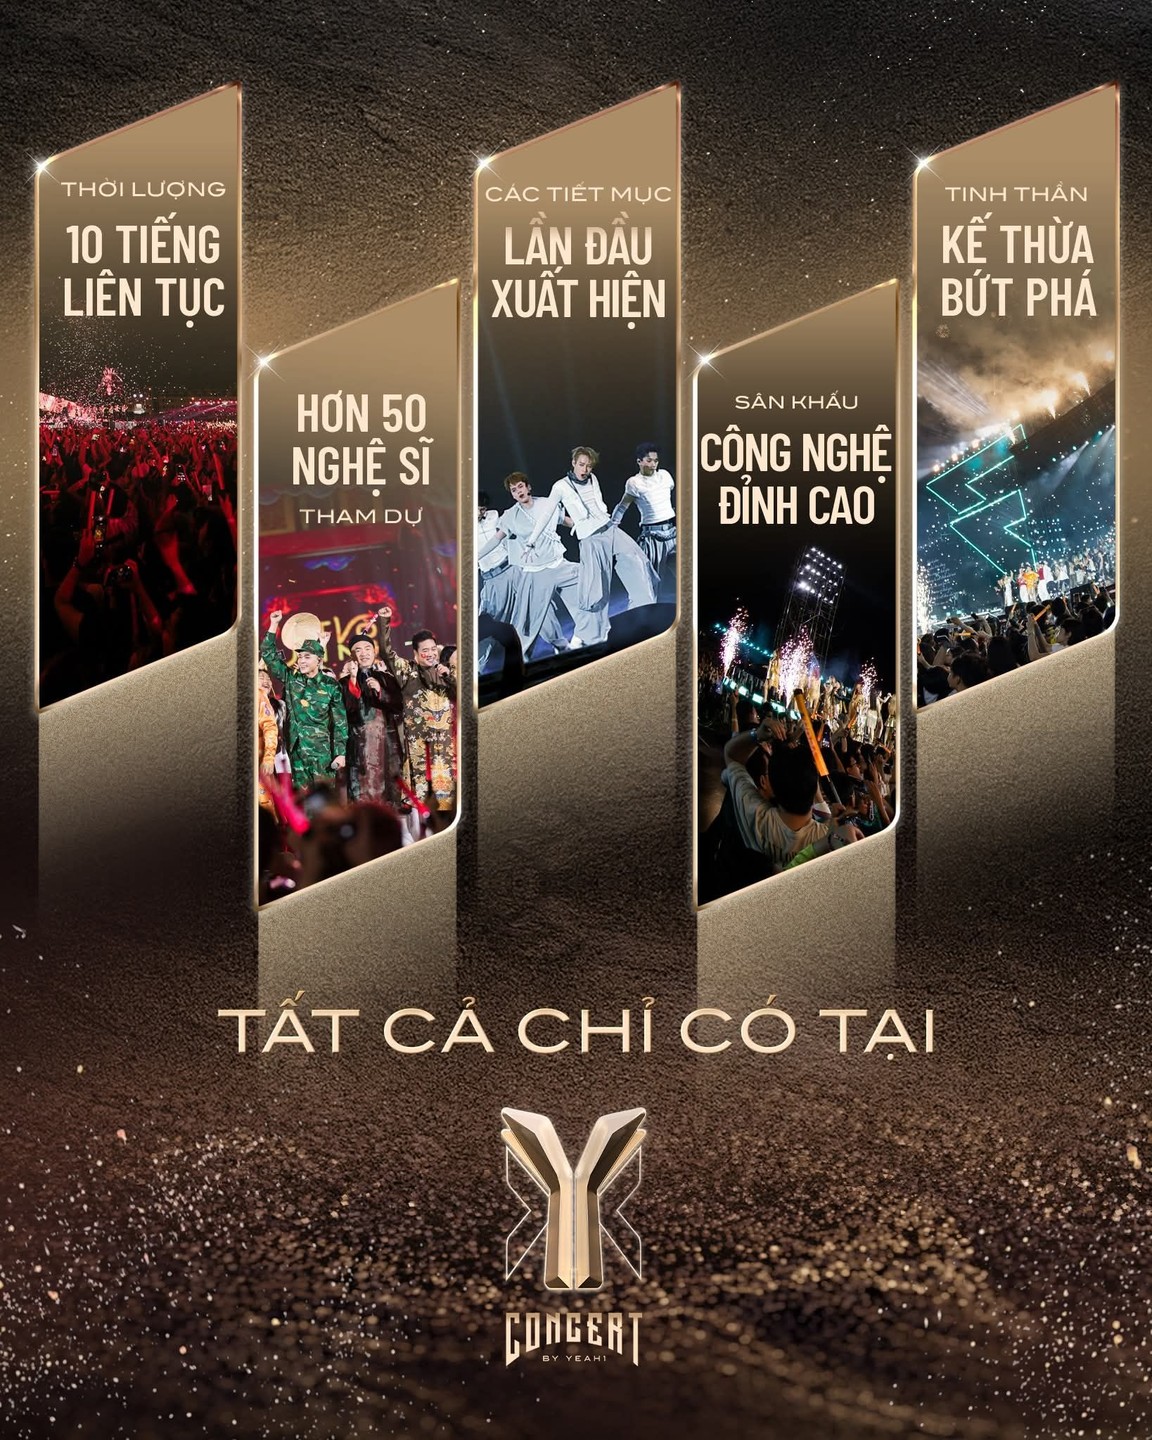 THỜI LƯỢNG
10 TIẾNG
LIÊN TỤC
HƠN 50
NGHỆ SĨ
THAM DỰ
CÁC TIẾT MỤC
LẦN ĐẦU
XUẤT HIỆN
SÂN KHẤU
CÔNG NGHỆ
ĐỈNH CAO
TINH THẦN
KẾ THỪA
BỨT PHÁ
TẤT CẢ CHỈ CÓ TẠI
Y
CONCERT
BY YEAH1